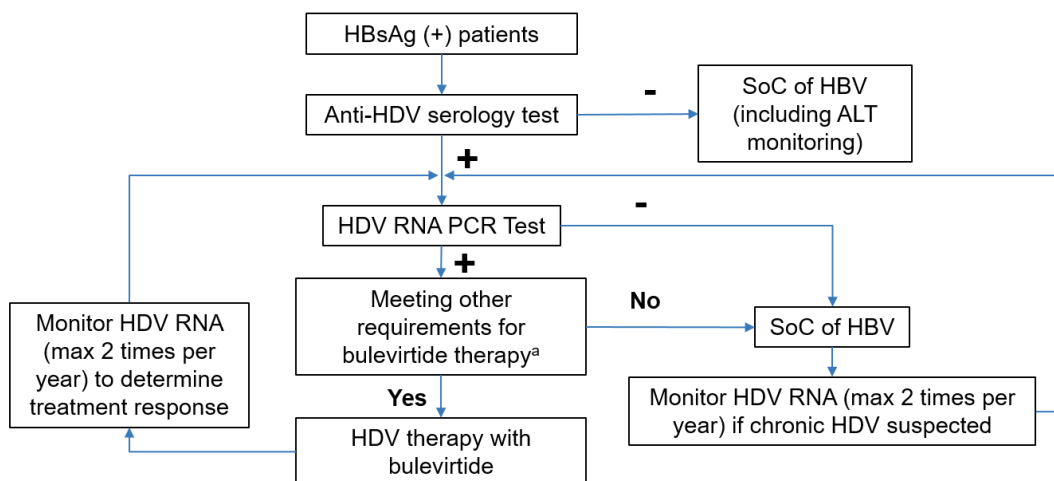 HBsAg (+) patients
Anti-HDV serology test
-
SoC of HBV
(including ALT
monitoring)
+
HDV RNA PCR Test
-
+
Meeting other
requirements for
bulevirtide therapyᵃ
No
SoC of HBV
Monitor HDV RNA
(max 2 times per
year) to determine
treatment response
Yes
Monitor HDV RNA (max 2 times per
year) if chronic HDV suspected
HDV therapy with
bulevirtide